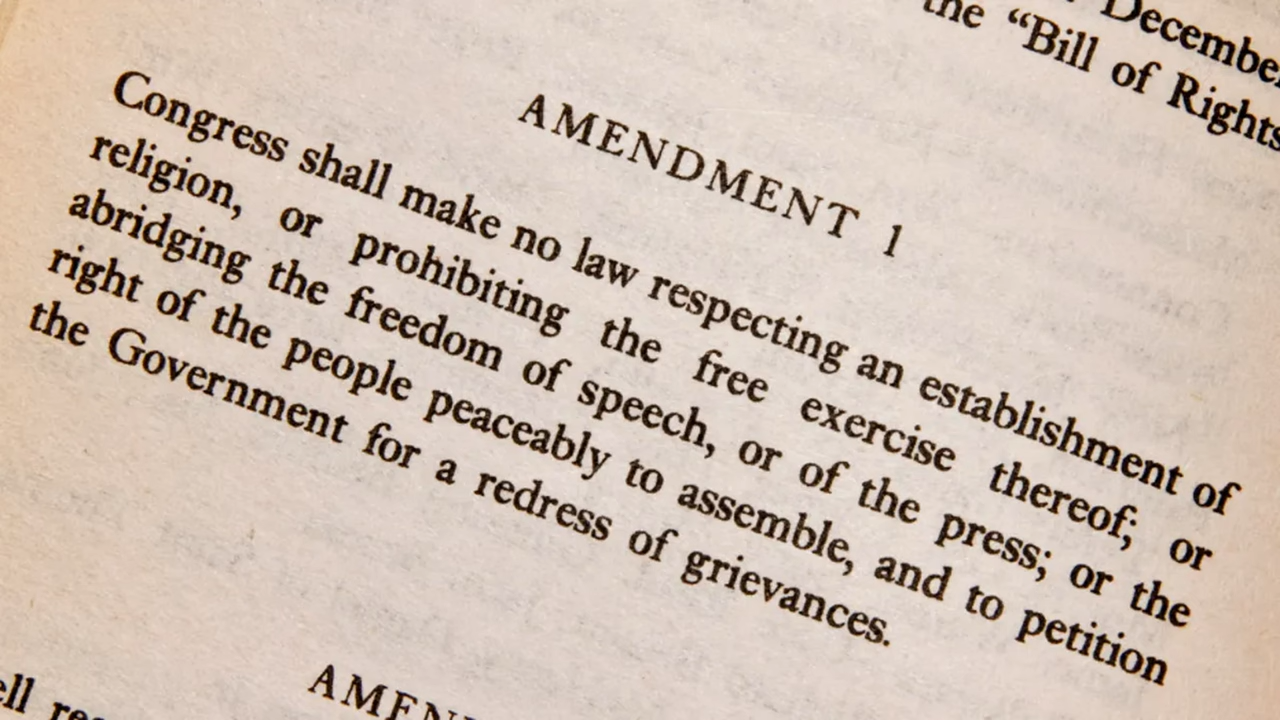 December
the “Bill of Rights
AMENDMENT 1
Congress shall make no law respecting an establishment of
religion, or prohibiting the free exercise thereof; or
abridging the freedom of speech, or of the press; or the
right of the people peaceably to assemble, and to petition
the Government for a redress of grievances.
AMEN